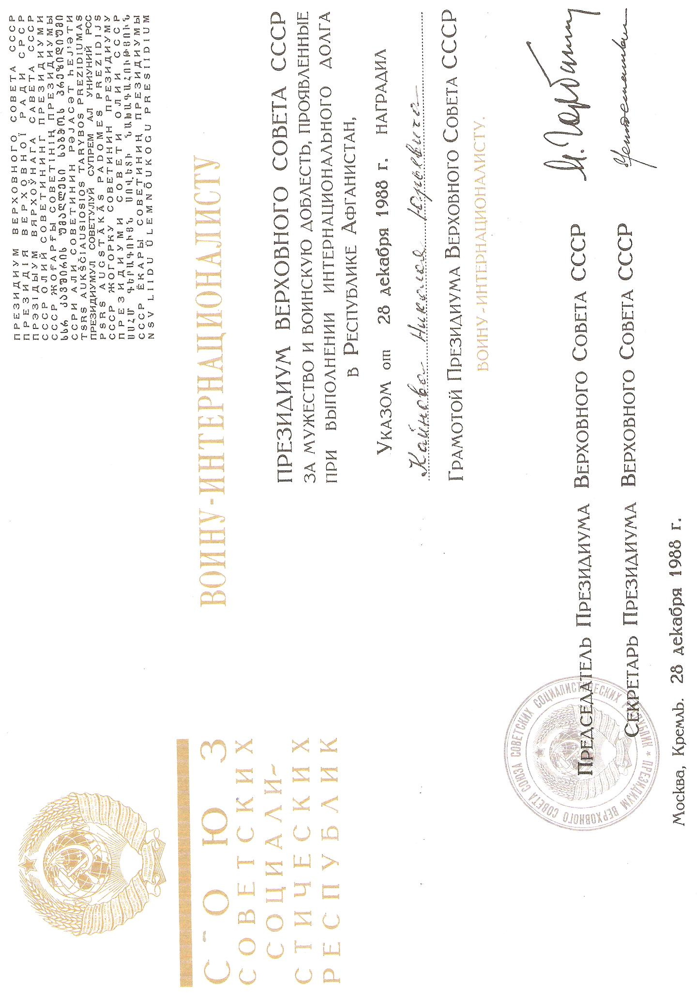 СОЮЗ
СОВЕТСКИХ
СОЦИАЛИ-
СТИЧЕСКИХ
РЕСПУБЛИК
ПРЕЗИДИУМ ВЕРХОВНОГО СОВЕТА СССР
ПРЕЗИДІЯ ВЕРХОВНОЇ РАДИ СРСР
ПРЭЗІДЫУМ ВЯРХОЎНАГА САВЕТА СССР
СССР ОЛИЙ СОВЕТИНИНГ ПРЕЗИДИУМИ
СССР ЖОҒАРҒЫ СОВЕТІНІҢ ПРЕЗИДИУМЫ
სსრ კავშირის უმაღლესი საბჭოს პრეზიდიუმი
ССРИ АЛИ СОВЕТИНИН РӘЈАСӘТ ҺЕЈ'ӘТИ
TSRS AUKŠČIAUSIOSIOS TARYBOS PREZIDIUMAS
ПРЕЗИДИУМУЛ СОВЕТУЛУЙ СУПРЕМ АЛ УНИУНИЙ РСС
PSRS AUGSTĀKĀS PADOMES PREZIDIJS
СССР ЖОГОРКУ СОВЕТИНИН ПРЕЗИДИУМУ
ПРЕЗИДИУМИ СОВЕТИ ОЛИИ СССР
ՍՍՀՄ ԳԵՐԱԳՈՒՅՆ ՍՈՎԵՏԻ ՆԱԽԱԳԱՀՈՒԹՅՈՒՆ
СССР ЁКАРЫ СОВЕТИНИҢ ПРЕЗИДИУМЫ
NSV LIIDU ÜLEMNÕUKOGU PRESIIDIUM
ВОИНУ-ИНТЕРНАЦИОНАЛИСТУ
ПРЕЗИДИУМ ВЕРХОВНОГО СОВЕТА СССР
ЗА МУЖЕСТВО И ВОИНСКУЮ ДОБЛЕСТЬ, ПРОЯВЛЕННЫЕ
ПРИ ВЫПОЛНЕНИИ ИНТЕРНАЦИОНАЛЬНОГО ДОЛГА
В РЕСПУБЛИКЕ АФГАНИСТАН,
УКАЗОМ от 28 декабря 1988 г. НАГРАДИЛ
Кайново Николая Юрьевича
ГРАМОТОЙ ПРЕЗИДИУМА ВЕРХОВНОГО СОВЕТА СССР
ВОИНУ-ИНТЕРНАЦИОНАЛИСТУ.
ПРЕДСЕДАТЕЛЬ ПРЕЗИДИУМА ВЕРХОВНОГО СОВЕТА СССР М. Горбачев
СЕКРЕТАРЬ ПРЕЗИДИУМА ВЕРХОВНОГО СОВЕТА СССР
ПРЕЗИДИУМ ВЕРХОВНОГО СОВЕТА СОЮЗА СОВЕТСКИХ СОЦИАЛИСТИЧЕСКИХ РЕСПУБЛИК
Москва, Кремль. 28 декабря 1988 г.